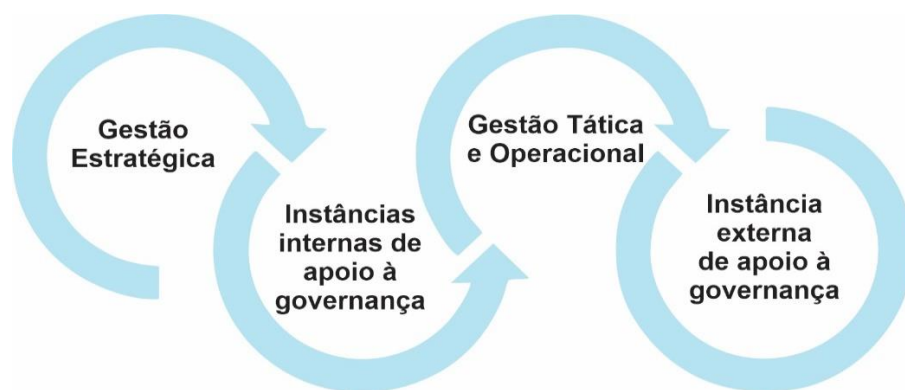 Gestão
Estratégica
Instâncias
internas de
apoio à
governança
Gestão Tática
e Operacional
Instância
externa
de apoio à
governança